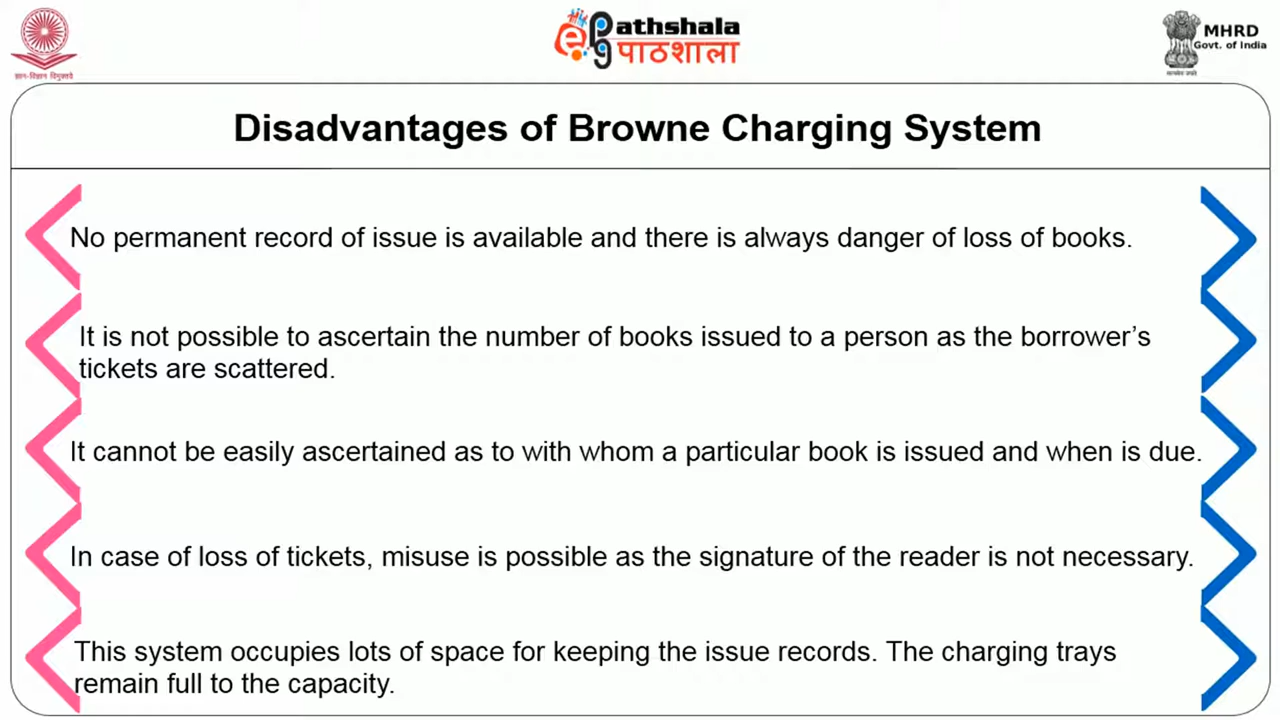 ज्ञान-विज्ञान विमुक्तये
ePathshala
पाठशाला
MHRD
Govt. of India
सत्यमेव जयते
Disadvantages of Browne Charging System
No permanent record of issue is available and there is always danger of loss of books.
It is not possible to ascertain the number of books issued to a person as the borrower’s
tickets are scattered.
It cannot be easily ascertained as to with whom a particular book is issued and when is due.
In case of loss of tickets, misuse is possible as the signature of the reader is not necessary.
This system occupies lots of space for keeping the issue records. The charging trays
remain full to the capacity.